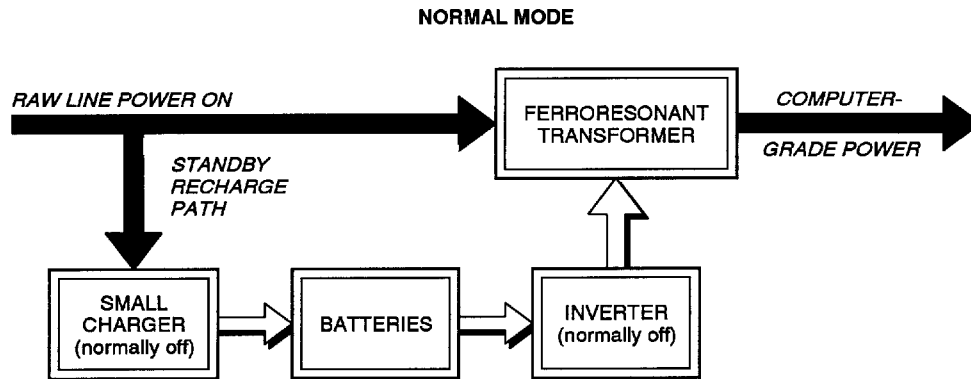 NORMAL MODE
RAW LINE POWER ON
FERRORESONANT
TRANSFORMER
COMPUTER-
GRADE POWER
STANDBY
RECHARGE
PATH
SMALL
CHARGER
(normally off)
BATTERIES
INVERTER
(normally off)